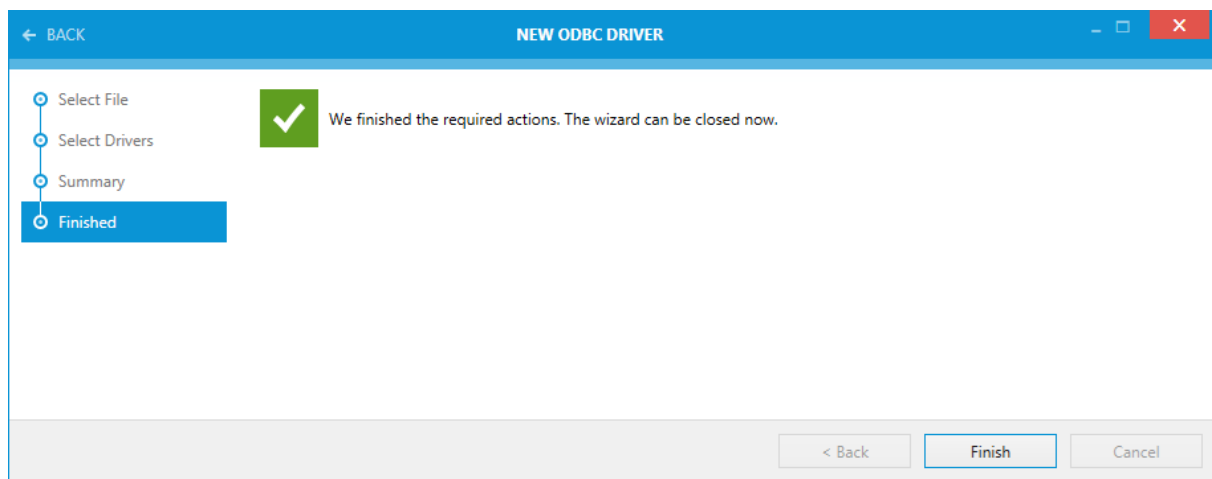 ← BACK
NEW ODBC DRIVER
Select File
Select Drivers
Summary
Finished
We finished the required actions. The wizard can be closed now.
< Back
Finish
Cancel